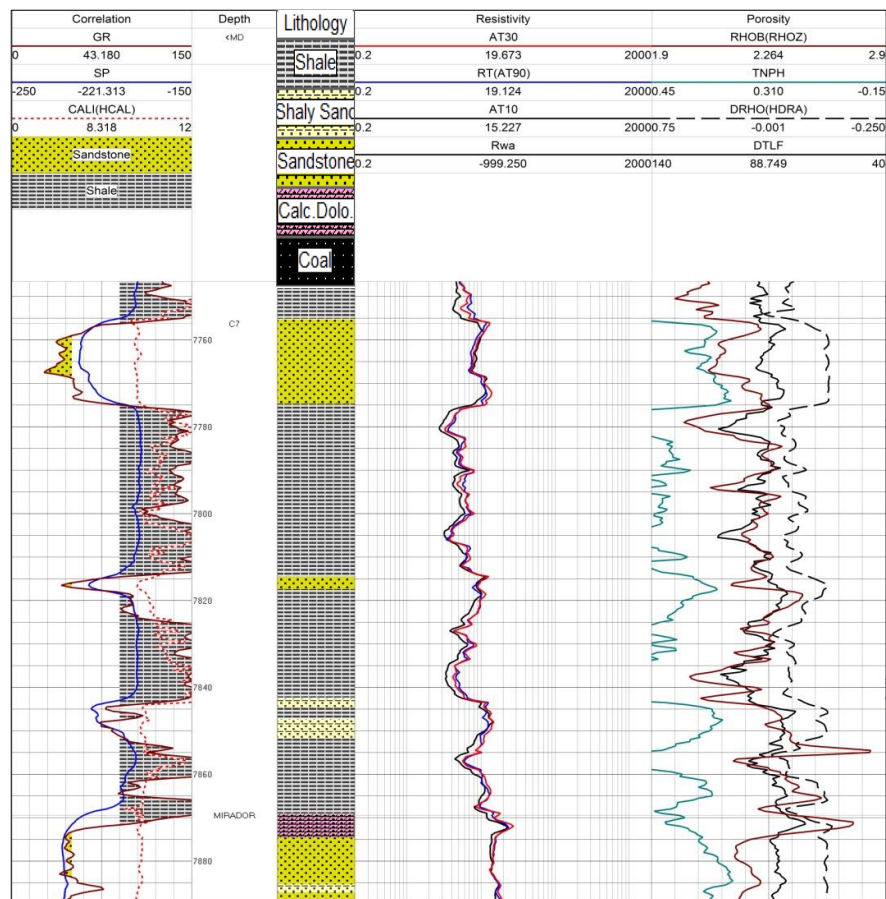 Correlation Depth Lithology Resistivity Porosity
GR <MD AT30 RHOB(RHOZ)
0 43.180 150 0.2 19.673 2000 1.9 2.264 2.9
SP Shale RT(AT90) TNPH
-250 -221.313 -150 0.2 19.124 2000 0.45 0.310 -0.15
CALI(HCAL) Shaly Sand AT10 DRHO(HDRA)
0 8.318 12 0.2 15.227 2000 0.75 -0.001 -0.250
Sandstone Rwa DTLF
Sandstone 0.2 -999.250 2000 140 88.749 40
Shale
Calc.Dolo.
Coal
C7
7760
7780
7800
7820
7840
7860
MIRADOR
7880